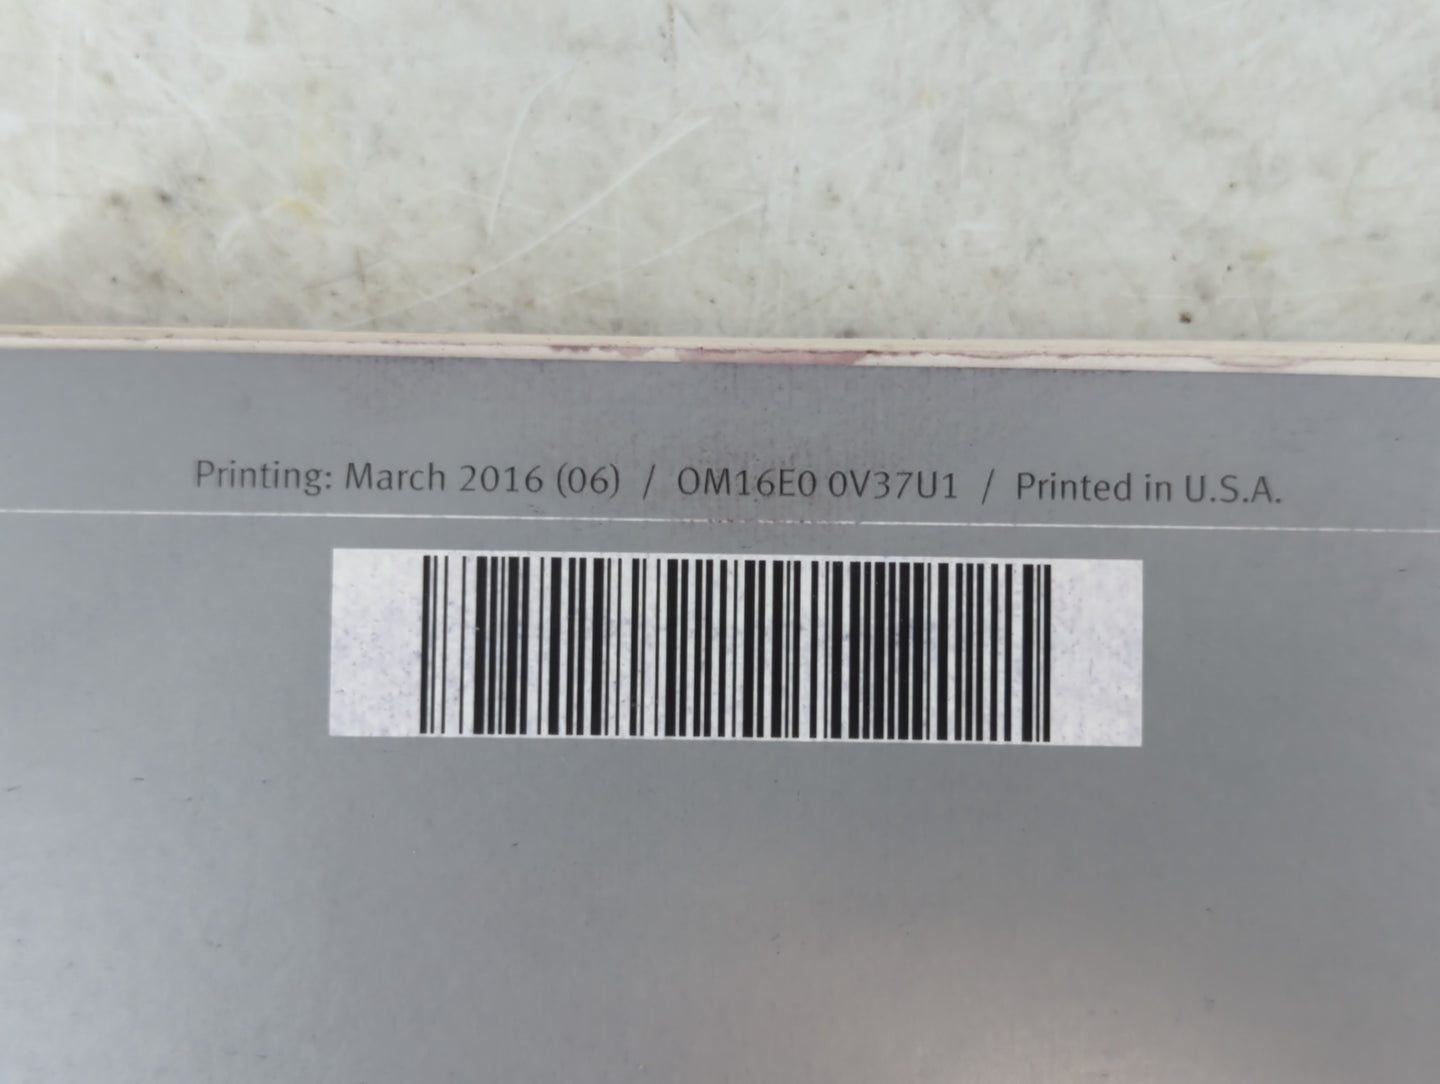 Printing: March 2016 (06) / OM16E0 0V37U1 / Printed in U.S.A.